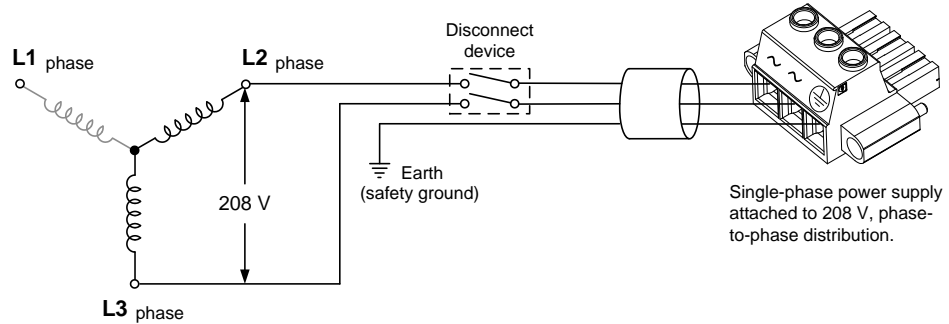 Disconnect
device
L1 phase
L2 phase
208 V
Earth
(safety ground)
L3 phase
~ ~
Single-phase power supply
attached to 208 V, phase-
to-phase distribution.